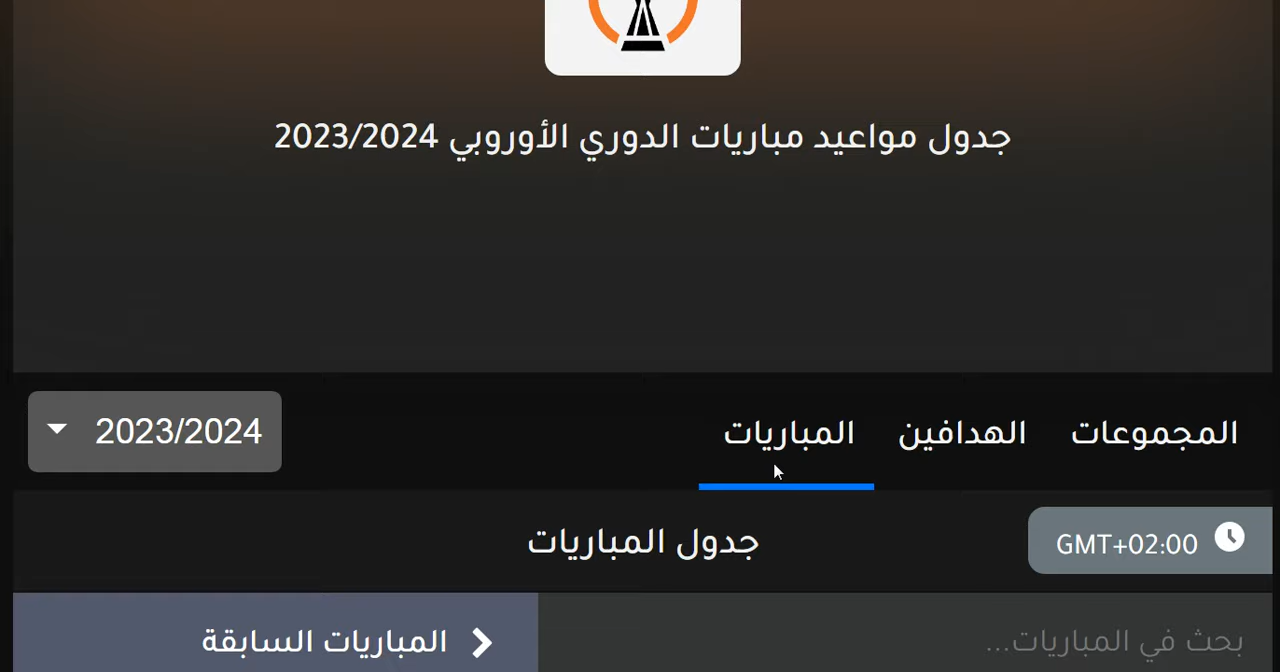 جدول مواعيد مباريات الدوري الأوروبي 2023/2024
المجموعات
الهدافين
المباريات
2023/2024
GMT+02:00
جدول المباريات
بحث في المباريات...
المباريات السابقة